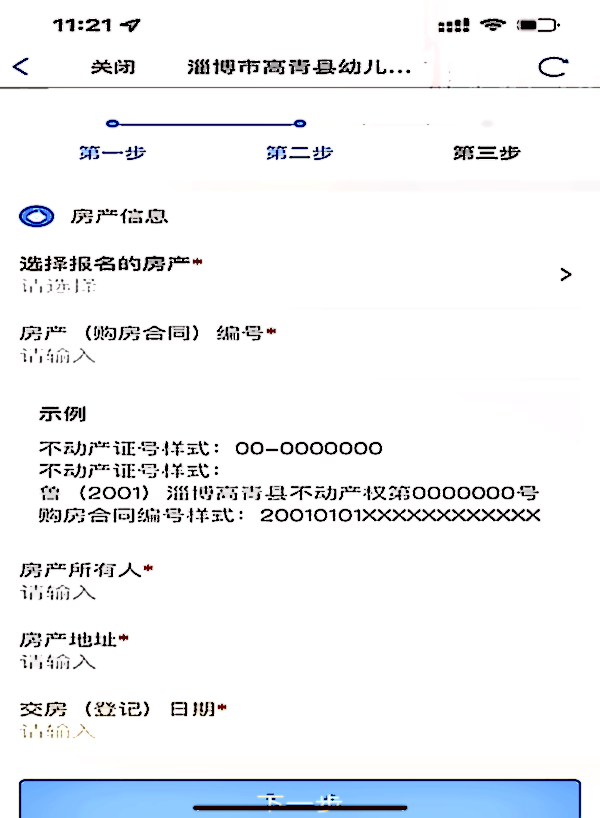 11:21
关闭 淄博市高青县幼儿...
第一步 第二步 第三步
房产信息
选择报名的房产*
请选择
房产（购房合同）编号*
请输入
示例
不动产证号样式：00-0000000
不动产证号样式：
鲁（2001）淄博高青县不动产权第0000000号
购房合同编号样式：20010101XXXXXXXXXXXX
房产所有人*
请输入
房产地址*
请输入
交房（登记）日期*
请输入
下一步